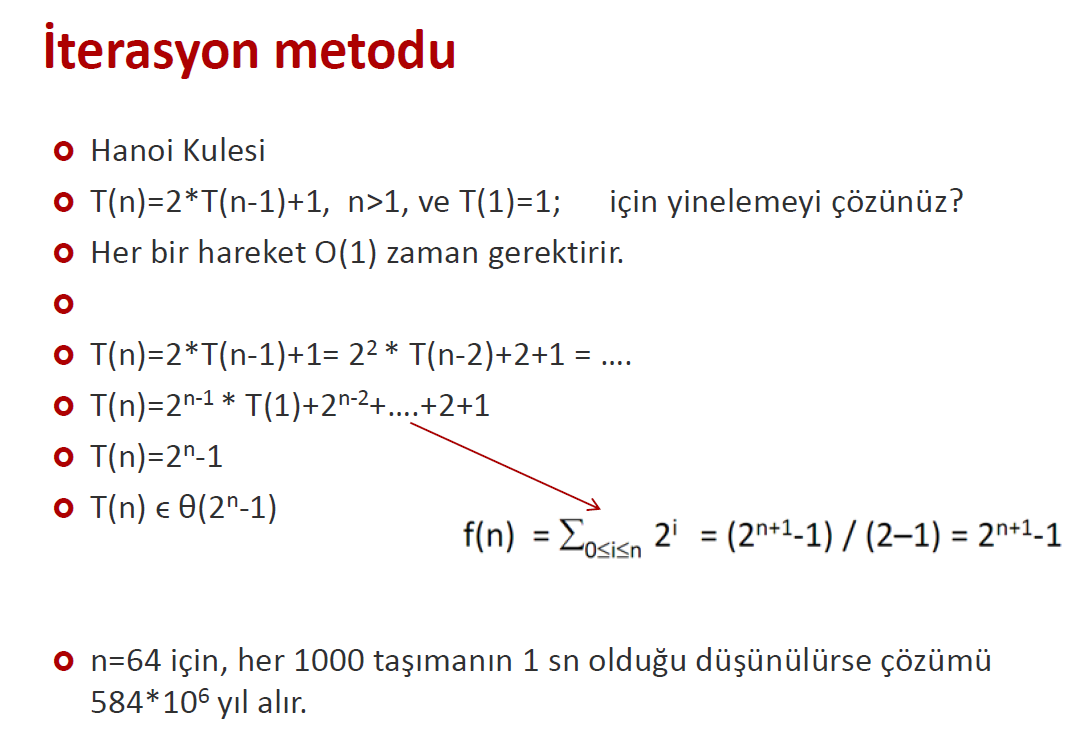 İterasyon metodu
Hanoi Kulesi
T(n)=2*T(n-1)+1, n>1, ve T(1)=1; için yinelemeyi çözünüz?
Her bir hareket O(1) zaman gerektirir.
T(n)=2*T(n-1)+1= 2² * T(n-2)+2+1 = ….
T(n)=2ⁿ⁻¹ * T(1)+2ⁿ⁻²+….+2+1
T(n)=2ⁿ-1
T(n) ϵ θ(2ⁿ-1)
f(n) = ∑₀≤i≤n 2ⁱ = (2ⁿ⁺¹-1) / (2–1) = 2ⁿ⁺¹-1
n=64 için, her 1000 taşımanın 1 sn olduğu düşünülürse çözümü
584*10⁶ yıl alır.